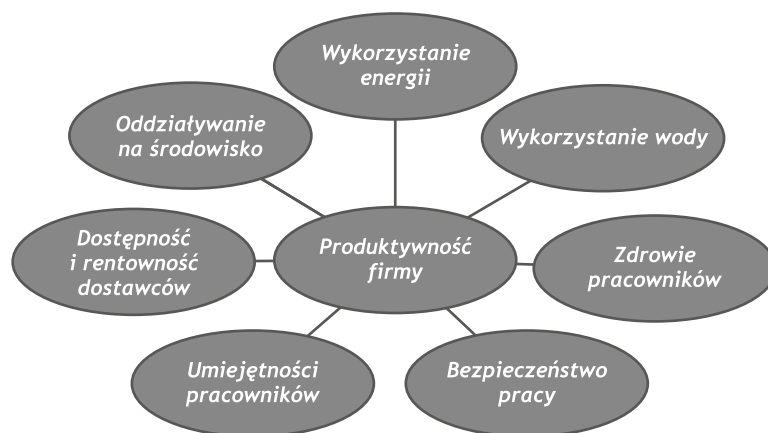 Wykorzystanie
energii
Oddziaływanie
na środowisko
Wykorzystanie wody
Dostępność
i rentowność
dostawców
Produktywność
firmy
Zdrowie
pracowników
Umiejętności
pracowników
Bezpieczeństwo
pracy